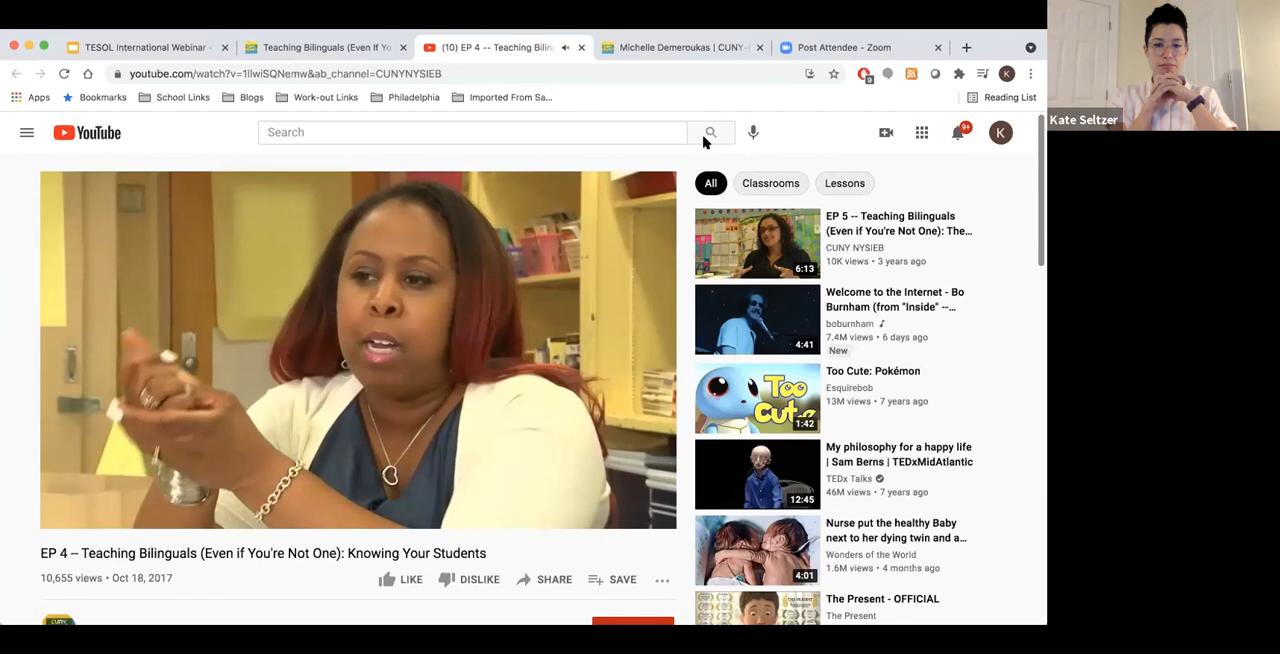 TESOL International Webinar -
Teaching Bilinguals (Even If Yo
(10) EP 4 -- Teaching Bilin
Michelle Demeroukas | CUNY-
Post Attendee - Zoom
youtube.com/watch?v=1llwiSQNemw&ab_channel=CUNYNYSIEB
9
K
Apps
Bookmarks
School Links
Blogs
Work-out Links
Philadelphia
Imported From Sa...
Reading List
YouTube
Search
9+
K
All
Classrooms
Lessons
EP 5 -- Teaching Bilinguals
(Even if You're Not One): The...
CUNY NYSIEB
10K views • 3 years ago
6:13
Welcome to the Internet - Bo
Burnham (from "Inside" --...
boburnham
7.4M views • 6 days ago
New
4:41
Too Cute: Pokémon
Esquirebob
13M views • 7 years ago
Too
Cute
1:42
My philosophy for a happy life
| Sam Berns | TEDxMidAtlantic
TEDx Talks
46M views • 7 years ago
12:45
Nurse put the healthy Baby
next to her dying twin and a...
Wonders of the World
1.6M views • 4 months ago
4:01
The Present - OFFICIAL
The Present
EP 4 -- Teaching Bilinguals (Even if You're Not One): Knowing Your Students
10,655 views • Oct 18, 2017
LIKE
DISLIKE
SHARE
SAVE
CUNY
Kate Seltzer